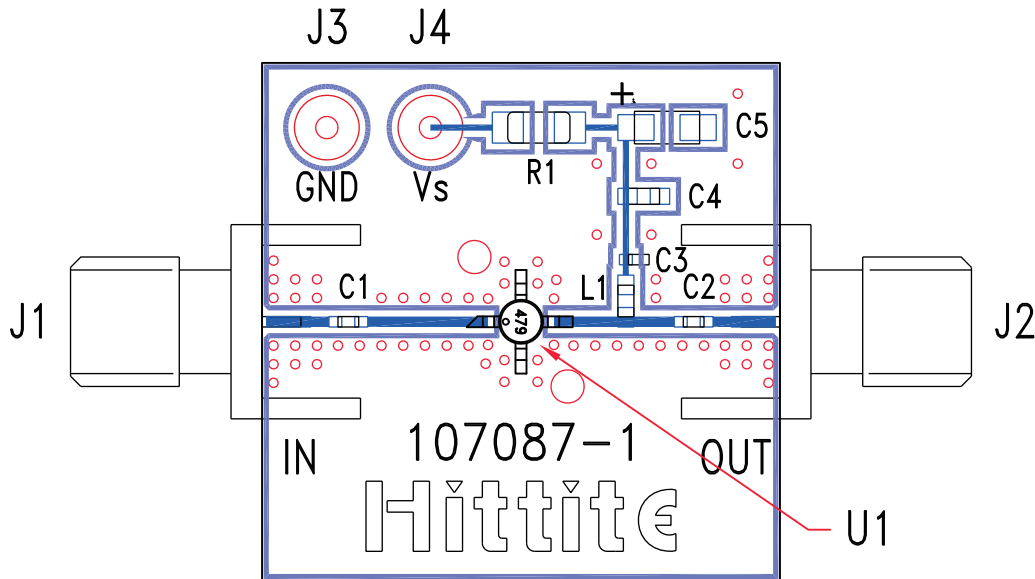 J3 J4
+
C5
R1
GND Vs
C4
C3
C1 L1 C2
J1 479 J2
107087-1
IN OUT
Hittite
U1